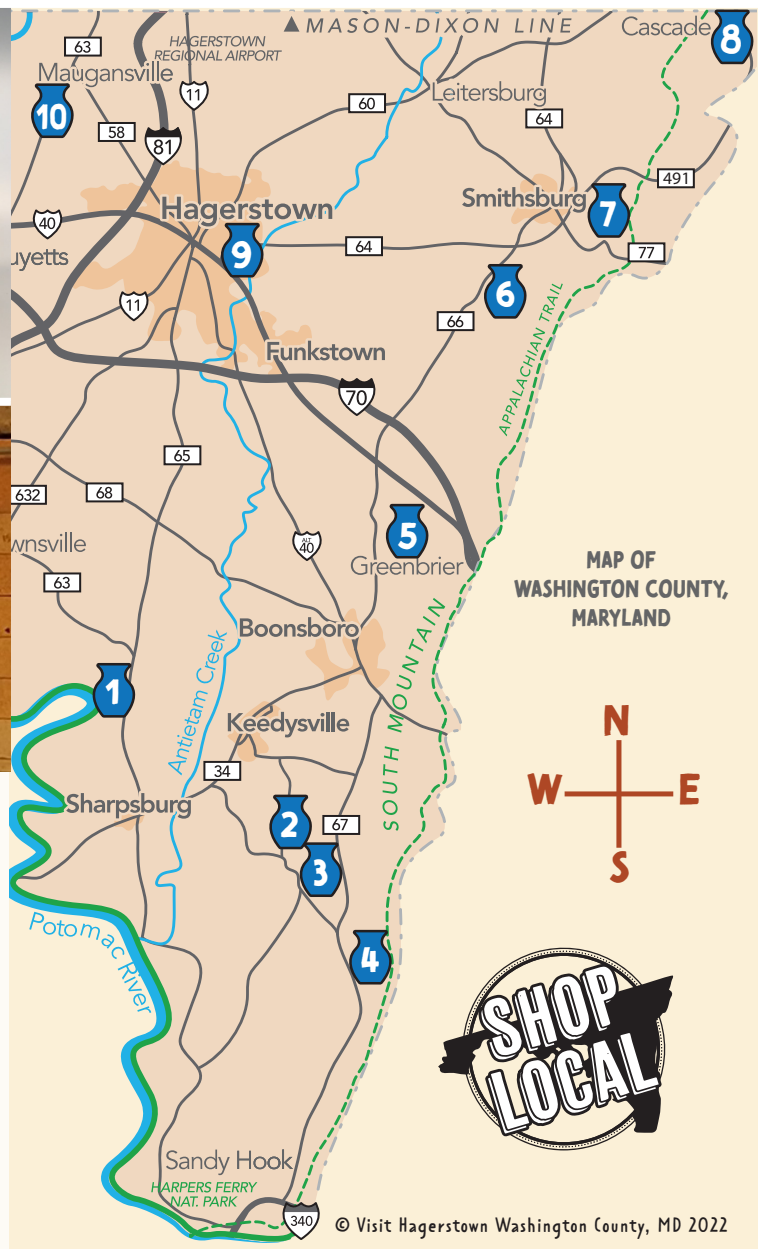 MASON-DIXON LINE
Cascade
8
63
HAGERSTOWN
REGIONAL AIRPORT
Maugansville
11
10
60
Leitersburg
58
64
81
491
Smithsburg
7
Hagerstown
40
9
64
77
uyetts
6
11
66
APPALACHIAN TRAIL
Funkstown
70
65
632
68
5
ALT
40
Greenbrier
wnsville
63
MAP OF
WASHINGTON COUNTY,
MARYLAND
Boonsboro
SOUTH MOUNTAIN
Antietam Creek
1
Keedysville
N
W
E
S
34
Sharpsburg
2
67
3
Potomac River
4
SHOP
LOCAL
Sandy Hook
HARPERS FERRY
NAT. PARK
340
© Visit Hagerstown Washington County, MD 2022